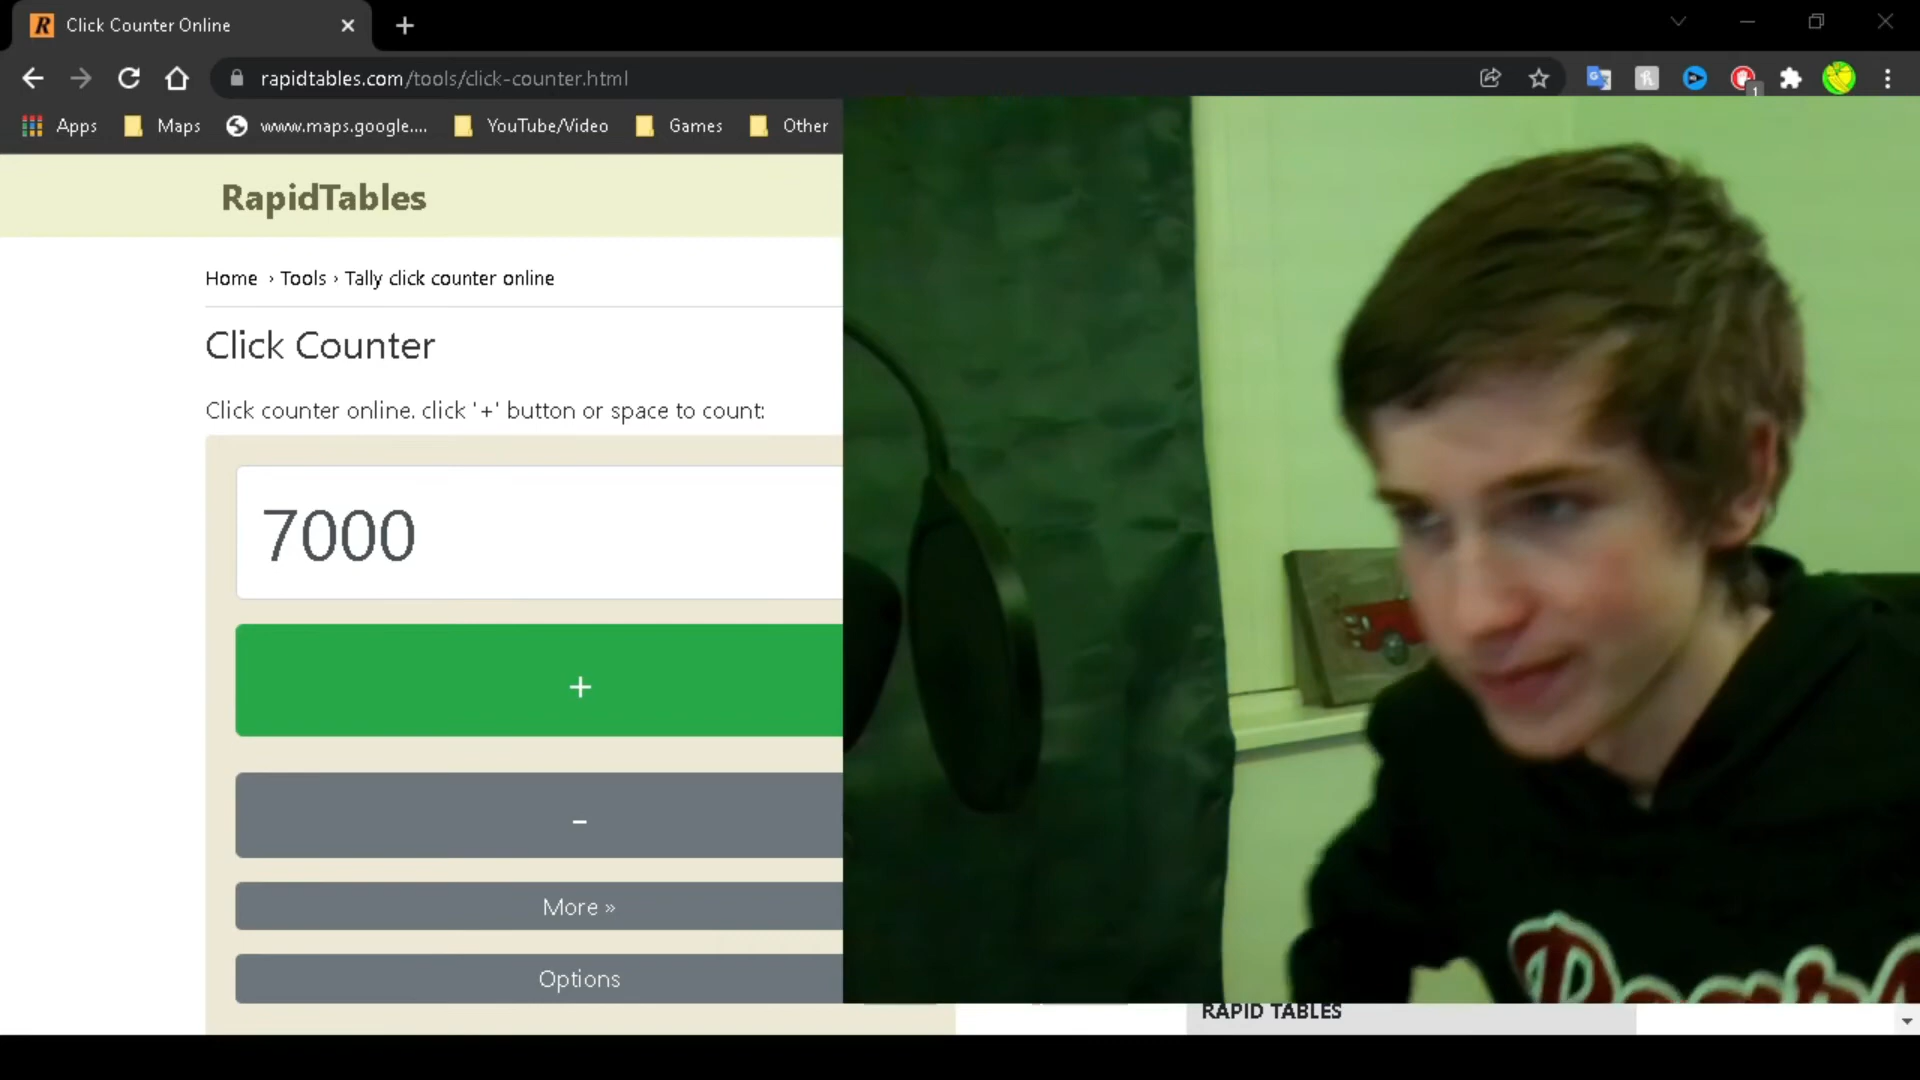 R Click Counter Online
rapidtables.com/tools/click-counter.html
1
Apps Maps www.maps.google.... YouTube/Video Games Other
RapidTables
Home › Tools › Tally click counter online
Click Counter
Click counter online. click '+' button or space to count:
7000
+
-
More »
Options
RAPID TABLES